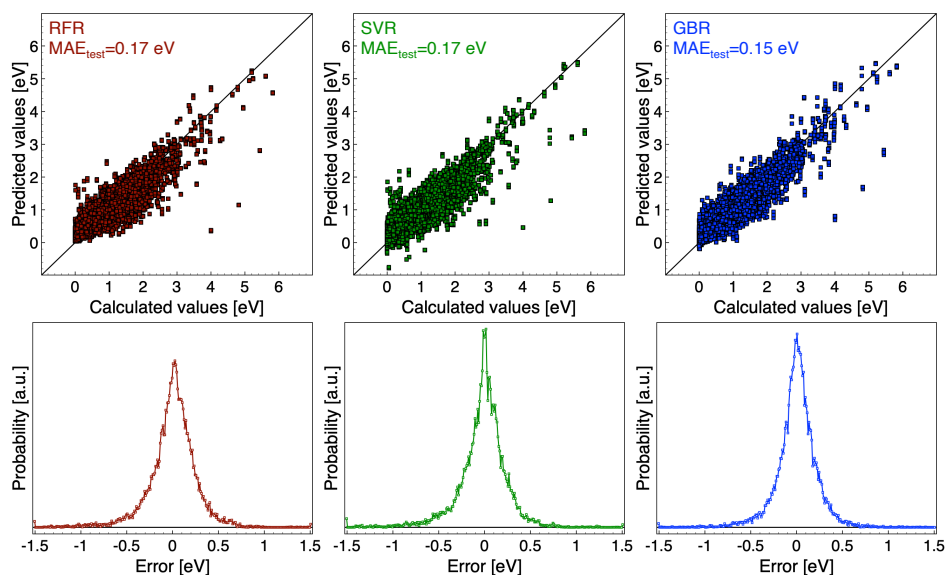 RFR
MAEtest=0.17 eV
Predicted values [eV]
6
5
4
3
2
1
0
0 1 2 3 4 5 6
Calculated values [eV]
SVR
MAEtest=0.17 eV
Predicted values [eV]
6
5
4
3
2
1
0
0 1 2 3 4 5 6
Calculated values [eV]
GBR
MAEtest=0.15 eV
Predicted values [eV]
6
5
4
3
2
1
0
0 1 2 3 4 5 6
Calculated values [eV]
Probability [a.u.]
-1.5 -1 -0.5 0 0.5 1 1.5
Error [eV]
Probability [a.u.]
-1.5 -1 -0.5 0 0.5 1 1.5
Error [eV]
Probability [a.u.]
-1.5 -1 -0.5 0 0.5 1 1.5
Error [eV]